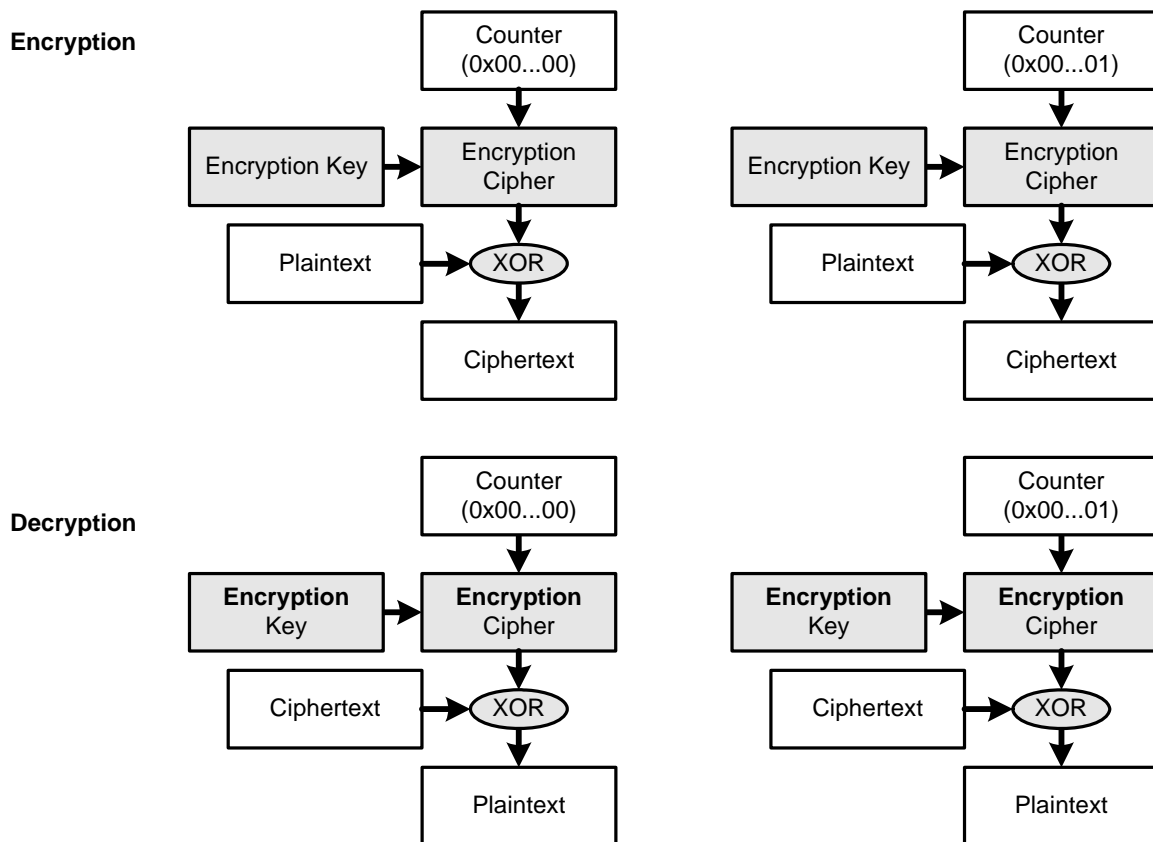 Encryption
Counter
(0x00...00)
Counter
(0x00...01)
Encryption Key
Encryption
Cipher
Encryption Key
Encryption
Cipher
Plaintext
XOR
Plaintext
XOR
Ciphertext
Ciphertext
Decryption
Counter
(0x00...00)
Counter
(0x00...01)
Encryption
Key
Encryption
Cipher
Encryption
Key
Encryption
Cipher
Ciphertext
XOR
Ciphertext
XOR
Plaintext
Plaintext